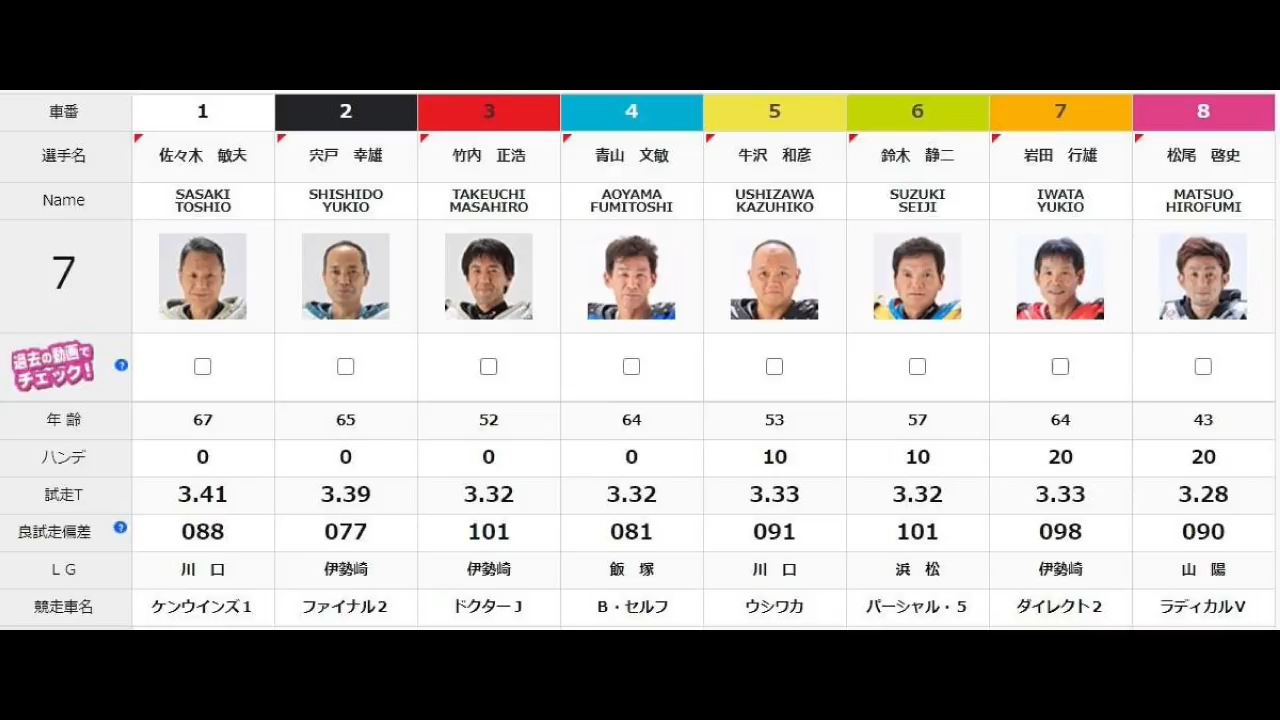 車番 1 2 3 4 5 6 7 8
選手名 佐々木 敏夫 宍戸 幸雄 竹内 正浩 青山 文敏 牛沢 和彦 鈴木 静二 岩田 行雄 松尾 啓史
Name SASAKI TOSHIO SHISHIDO YUKIO TAKEUCHI MASAHIRO AOYAMA FUMITOSHI USHIZAWA KAZUHIKO SUZUKI SEIJI IWATA YUKIO MATSUO HIROFUMI
7
過去の動画でチェック! ?
年齢 67 65 52 64 53 57 64 43
ハンデ 0 0 0 0 10 10 20 20
試走T 3.41 3.39 3.32 3.32 3.33 3.32 3.33 3.28
良試走偏差 ? 088 077 101 081 091 101 098 090
LG 川口 伊勢崎 伊勢崎 飯塚 川口 浜松 伊勢崎 山陽
競走車名 ケンウインズ1 ファイナル2 ドクターJ B・セルフ ウシワカ パーシャル・5 ダイレクト2 ラディカルV